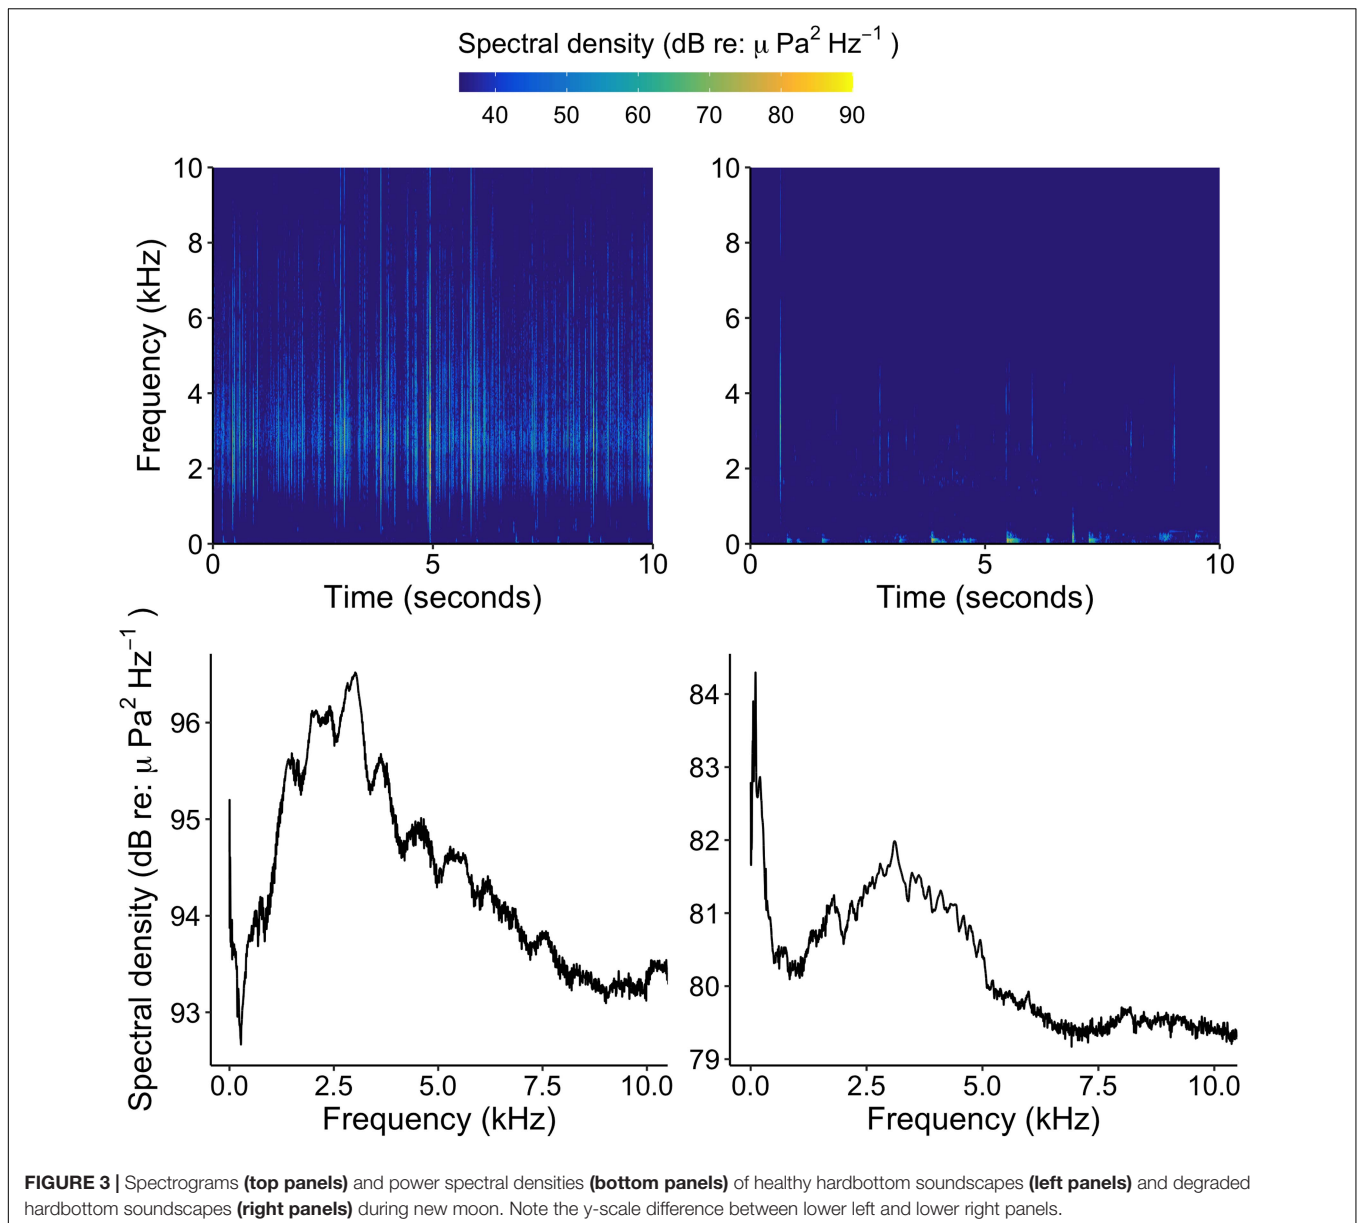 Spectral density (dB re: μ Pa² Hz⁻¹ )
40 50 60 70 80 90
10
8
6
4
2
0
Frequency (kHz)
0 5 10
Time (seconds)
10
8
6
4
2
0
0 5 10
Time (seconds)
Spectral density (dB re: μ Pa² Hz⁻¹ )
96
95
94
93
0.0 2.5 5.0 7.5 10.0
Frequency (kHz)
84
83
82
81
80
79
0.0 2.5 5.0 7.5 10.0
Frequency (kHz)
FIGURE 3 | Spectrograms (top panels) and power spectral densities (bottom panels) of healthy hardbottom soundscapes (left panels) and degraded
hardbottom soundscapes (right panels) during new moon. Note the y-scale difference between lower left and lower right panels.